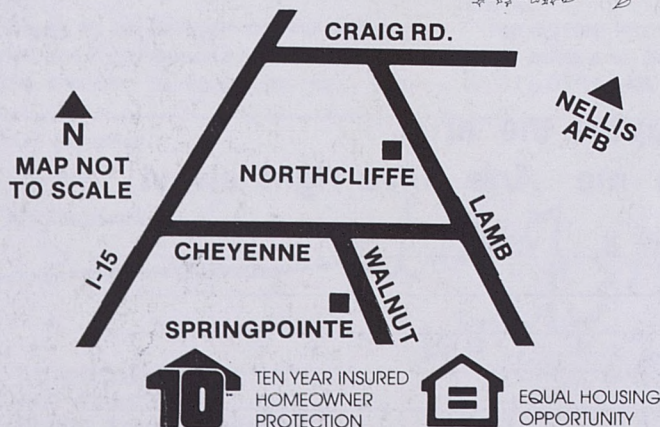 CRAIG RD.
NELLIS
AFB
N
MAP NOT
TO SCALE
NORTHCLIFFE
LAMB
CHEYENNE
I-15
WALNUT
SPRINGPOINTE
10
TEN YEAR INSURED
HOMEOWNER
PROTECTION
EQUAL HOUSING
OPPORTUNITY